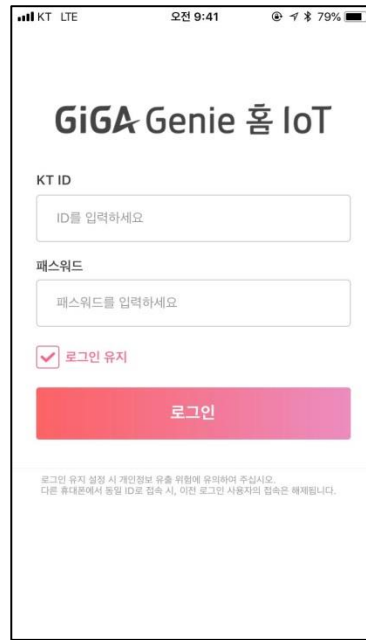 KT LTE 오전 9:41 79%
GiGA Genie 홈 IoT
KT ID
ID를 입력하세요
패스워드
패스워드를 입력하세요
로그인 유지
로그인
로그인 유지 설정 시 개인정보 유출 위험에 유의하여 주십시오.
다른 휴대폰에서 동일 ID로 접속 시, 이전 로그인 사용자의 접속은 해제됩니다.